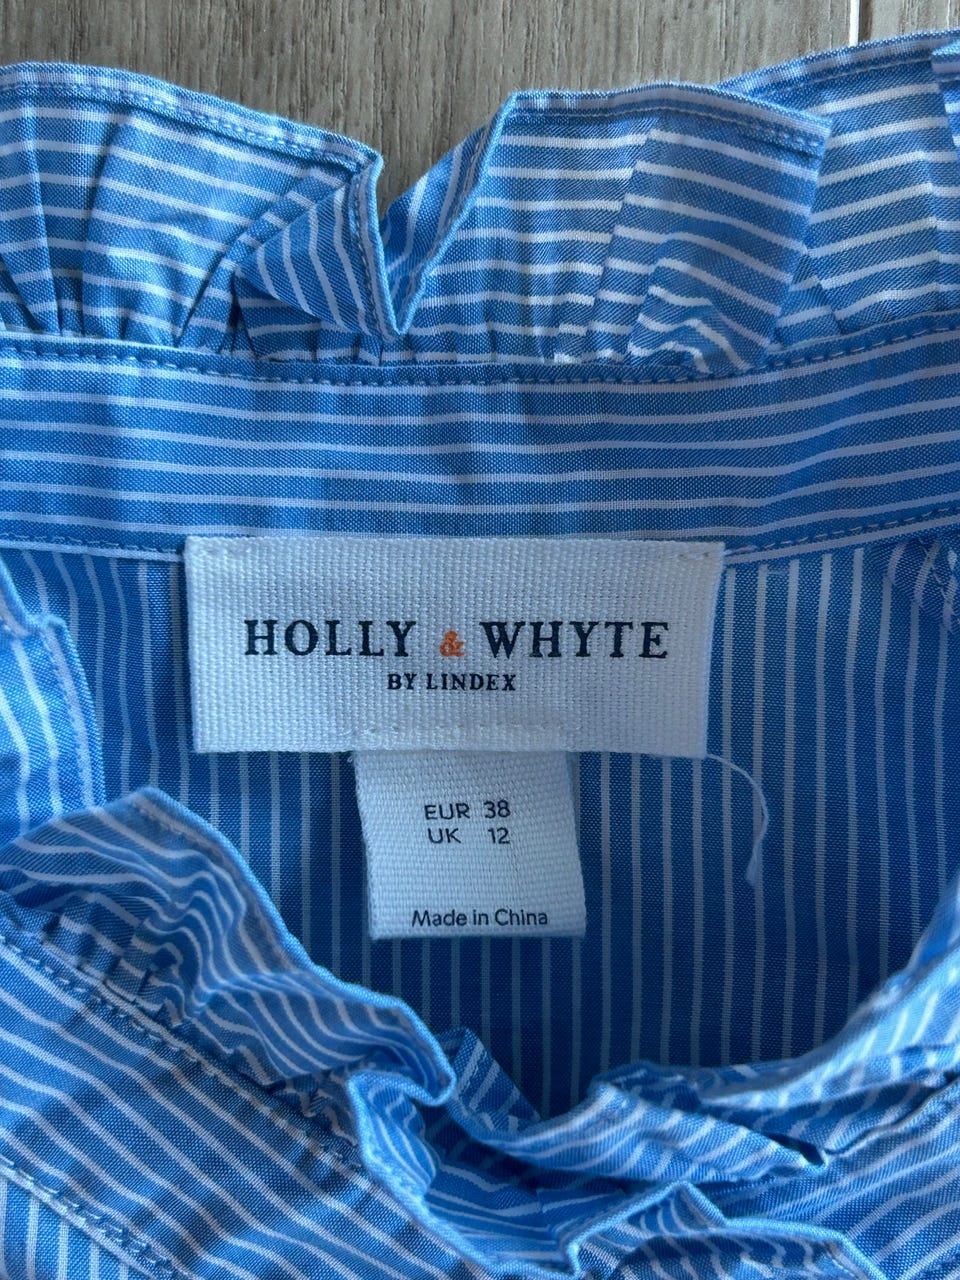 HOLLY & WHYTE
BY LINDEX
EUR 38
UK 12
Made in China